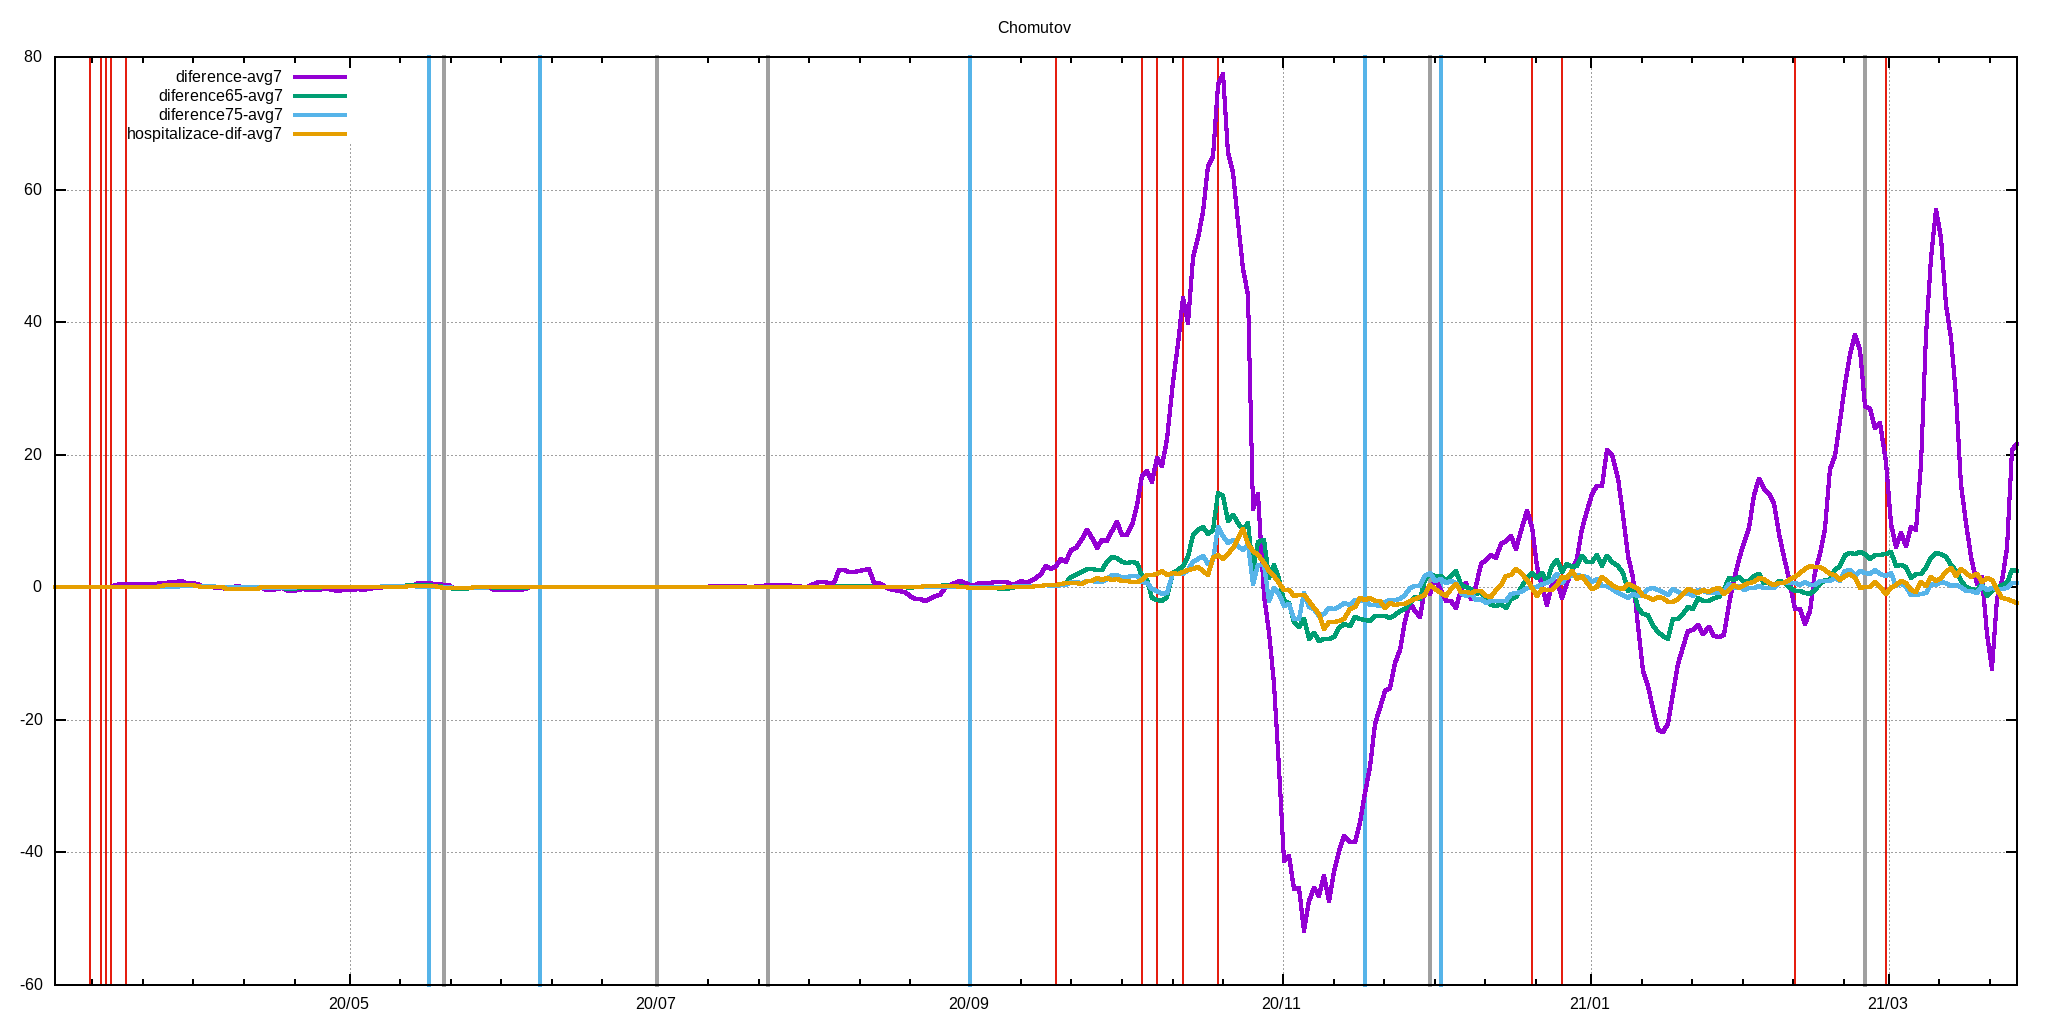 Chomutov
80
60
40
20
0
-20
-40
-60
diference-avg7
diference65-avg7
diference75-avg7
hospitalizace-dif-avg7
20/05
20/07
20/09
20/11
21/01
21/03